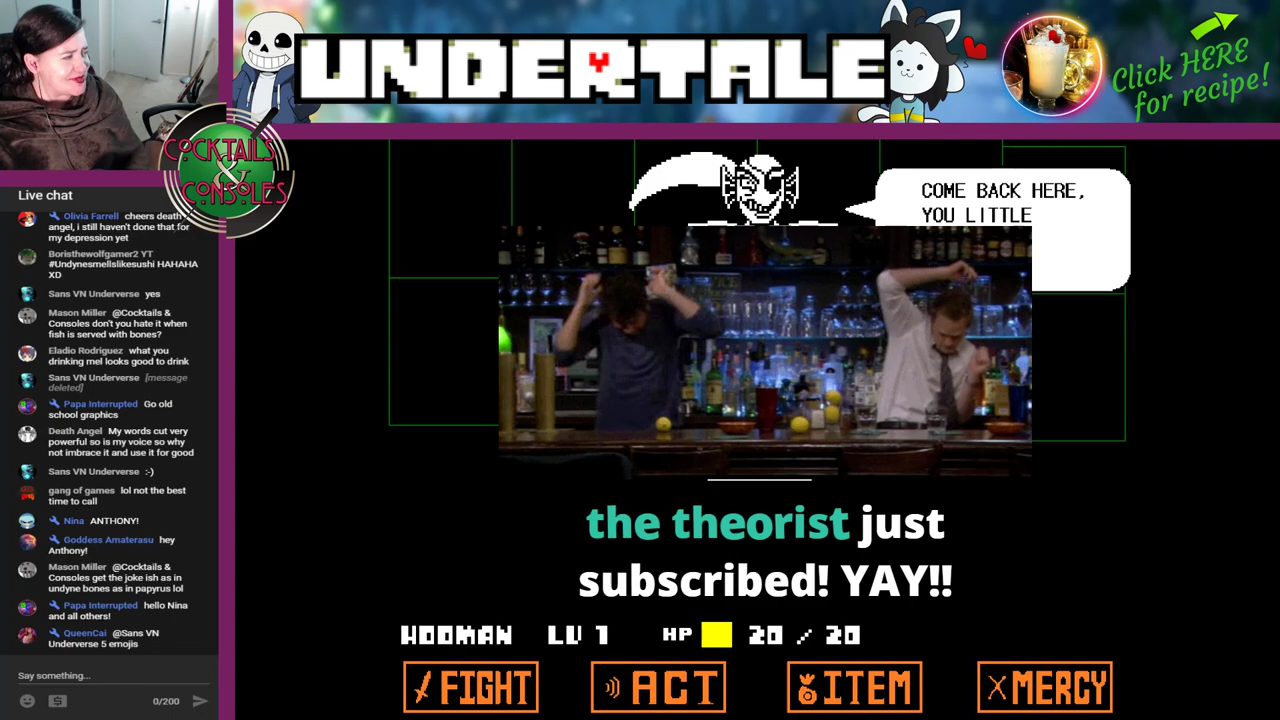 UNDERTALE
Click HERE
for recipe!
COCKTAILS
&
CONSOLES
Live chat
Olivia Farrell cheers death
angel, i still haven't done that for
my depression yet
Boristhewolfgamer2 YT
#Undynesmellslikesushi HAHAHA
XD
Sans VN Underverse yes
Mason Miller @Cocktails &
Consoles don't you hate it when
fish is served with bones?
Eladio Rodriguez what you
drinking mel looks good to drink
Sans VN Underverse [message
deleted]
Papa Interrupted Go old
school graphics
Death Angel My words cut very
powerful so is my voice so why
not imbrace it and use it for good
Sans VN Underverse :-)
gang of games lol not the best
time to call
Nina ANTHONY!
Goddess Amaterasu hey
Anthony!
Mason Miller @Cocktails &
Consoles get the joke ish as in
undyne bones as in papyrus lol
Papa Interrupted hello Nina
and all others!
QueenCai @Sans VN
Underverse 5 emojis
Say something...
0/200
COME BACK HERE,
YOU LITTLE
the theorist just
subscribed! YAY!!
HOOMAN LV 1 HP 20 / 20
FIGHT ACT ITEM MERCY